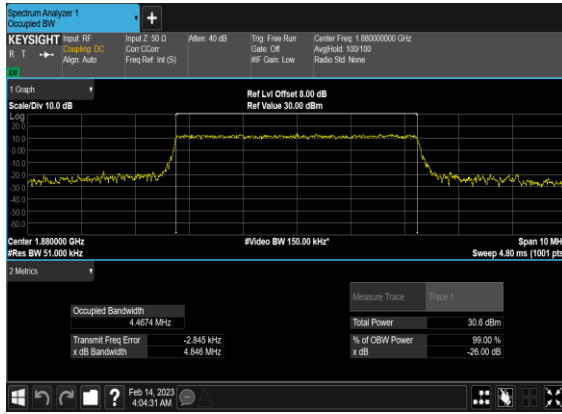 Spectrum Analyzer 1
Occupied BW
+
KEYSIGHT Input: RF Input Z: 50 Ω Atten: 40 dB Trig: Free Run Center Freq: 1.880000000 GHz
R T Coupling: DC Corr CCorr Gate: Off Avg|Hold: 100/100
Align: Auto Freq Ref: Int (S) #IF Gain: Low Radio Std: None
1 Graph
Ref Lvl Offset 8.00 dB
Scale/Div 10.0 dB Ref Value 30.00 dBm
Log
20.0
10.0
0.00
-10.0
-20.0
-30.0
-40.0
-50.0
-60.0
Center 1.880000 GHz #Video BW 150.00 kHz* Span 10 MH
#Res BW 51.000 kHz Sweep 4.80 ms (1001 pts
2 Metrics
Measure Trace Trace 1
Occupied Bandwidth
4.4674 MHz Total Power 30.6 dBm
Transmit Freq Error -2.845 kHz % of OBW Power 99.00 %
x dB Bandwidth 4.846 MHz x dB -26.00 dB
? Feb 14, 2023
4:04:31 AM